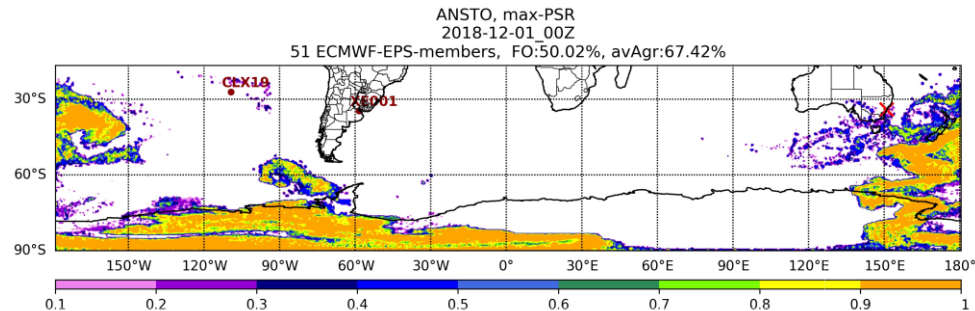 ANSTO, max-PSR
2018-12-01_00Z
51 ECMWF-EPS-members, FO:50.02%, avAgr:67.42%
CLX19
30°S
60°S
90°S
150°W 120°W 90°W 60°W 30°W 0° 30°E 60°E 90°E 120°E 150°E 180°
0.1 0.2 0.3 0.4 0.5 0.6 0.7 0.8 0.9 1